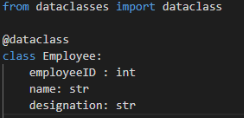 from dataclasses import dataclass
@dataclass
class Employee:
    employeeID : int
    name: str
    designation: str